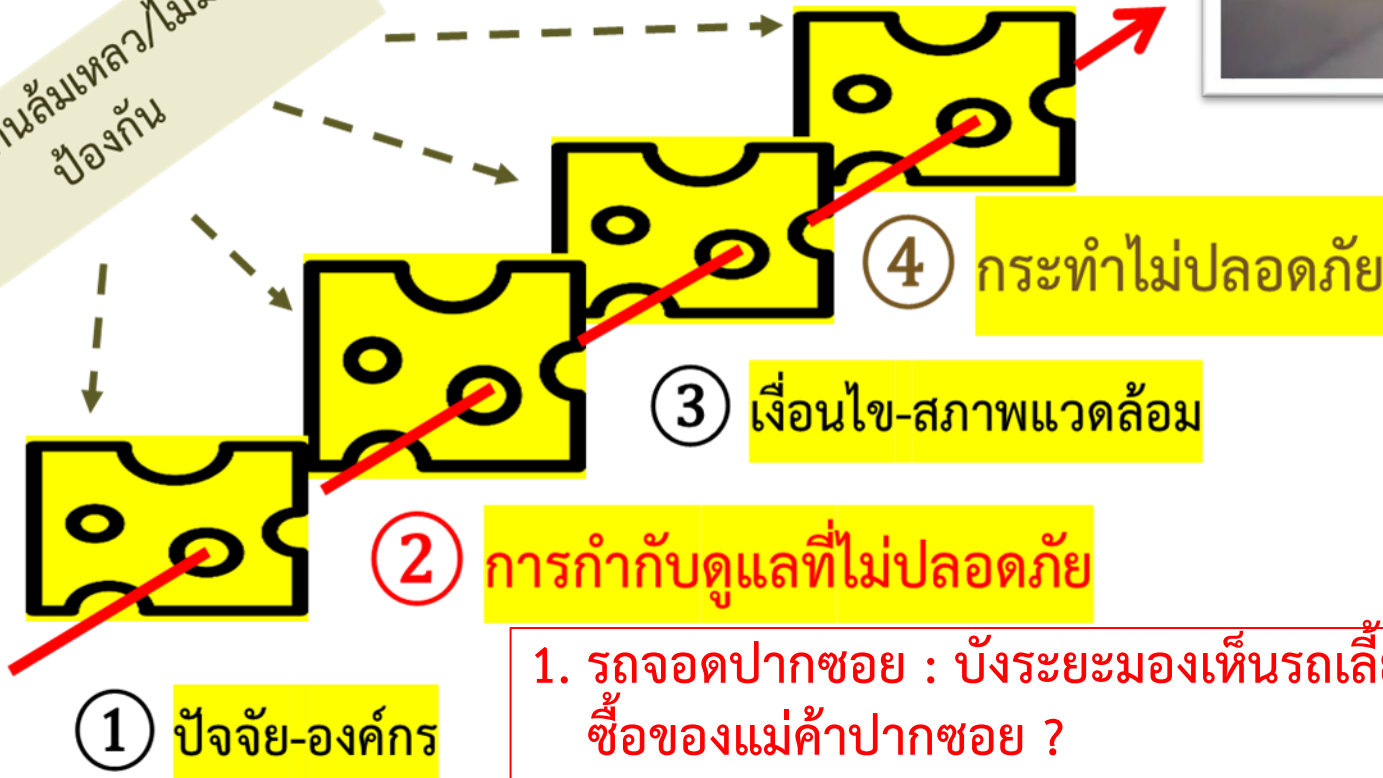 ป้องกัน
④ กระทำไม่ปลอดภัย
③ เงื่อนไข-สภาพแวดล้อม
② การกำกับดูแลที่ไม่ปลอดภัย
① ปัจจัย-องค์กร
1. รถจอดปากซอย : บังระยะมองเห็นรถ
ซื้อของแม่ค้าปากซอย ?